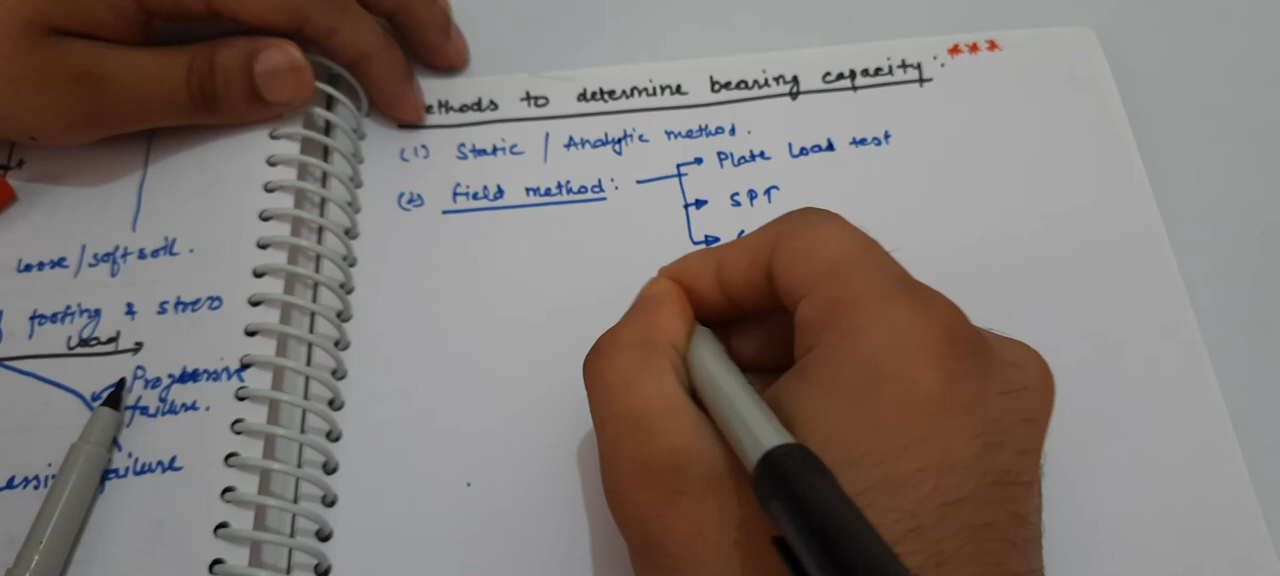 loose/soft soil.
footing & stress
Load
Progressive
failure.
failure
ethods to determine bearing capacity : ***
(1) Static / Analytic method.
(2) field method : Plate Load test
SPT